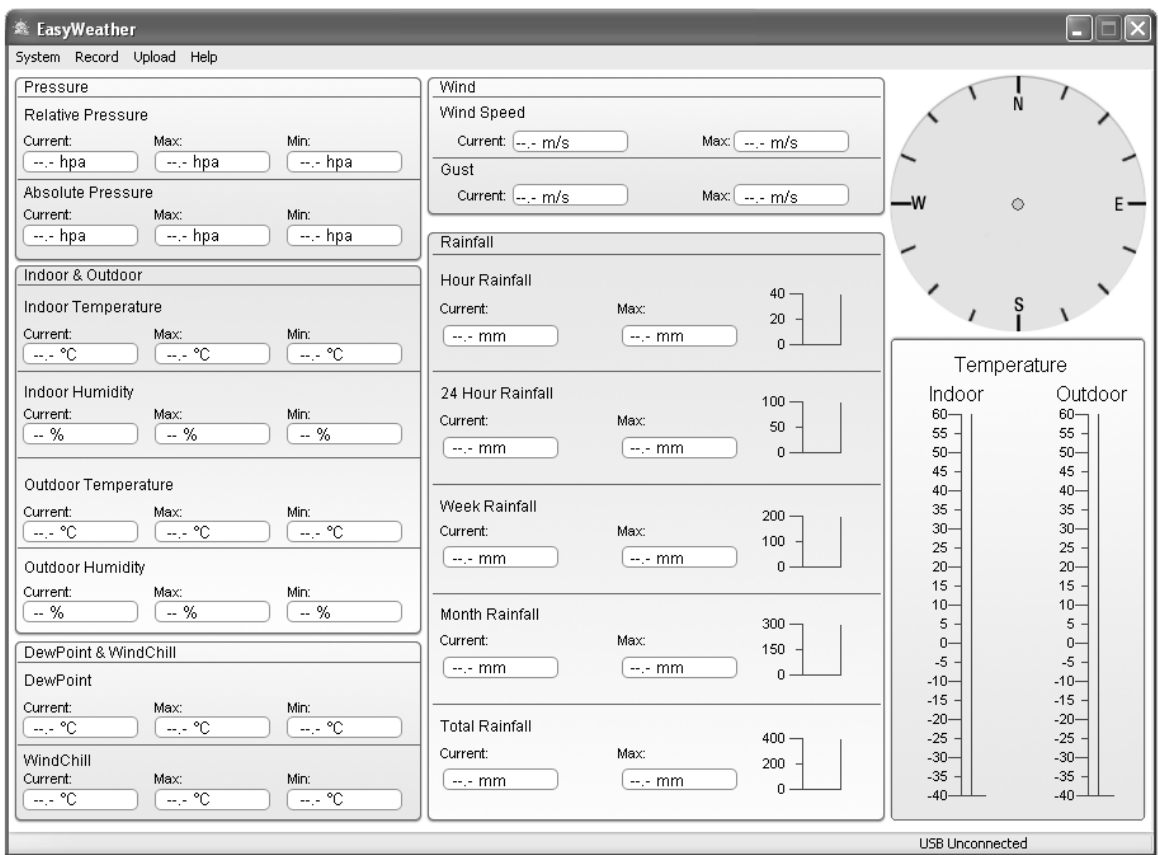 EasyWeather
System Record Upload Help
Pressure
Relative Pressure
Current: Max: Min:
--.- hpa --.- hpa --.- hpa
Absolute Pressure
Current: Max: Min:
--.- hpa --.- hpa --.- hpa
Indoor & Outdoor
Indoor Temperature
Current: Max: Min:
--.- °C --.- °C --.- °C
Indoor Humidity
Current: Max: Min:
-- % -- % -- %
Outdoor Temperature
Current: Max: Min:
--.- °C --.- °C --.- °C
Outdoor Humidity
Current: Max: Min:
-- % -- % -- %
DewPoint & WindChill
DewPoint
Current: Max: Min:
--.- °C --.- °C --.- °C
WindChill
Current: Max: Min:
--.- °C --.- °C --.- °C
Wind
Wind Speed
Current: --.- m/s Max: --.- m/s
Gust
Current: --.- m/s Max: --.- m/s
Rainfall
Hour Rainfall
Current: Max:
--.- mm --.- mm
40
20
0
24 Hour Rainfall
Current: Max:
--.- mm --.- mm
100
50
0
Week Rainfall
Current: Max:
--.- mm --.- mm
200
100
0
Month Rainfall
Current: Max:
--.- mm --.- mm
300
150
0
Total Rainfall
Current: Max:
--.- mm --.- mm
400
200
0
N
W E
S
Temperature
Indoor Outdoor
60 60
55 55
50 50
45 45
40 40
35 35
30 30
25 25
20 20
15 15
10 10
5 5
0 0
-5 -5
-10 -10
-15 -15
-20 -20
-25 -25
-30 -30
-35 -35
-40 -40
USB Unconnected